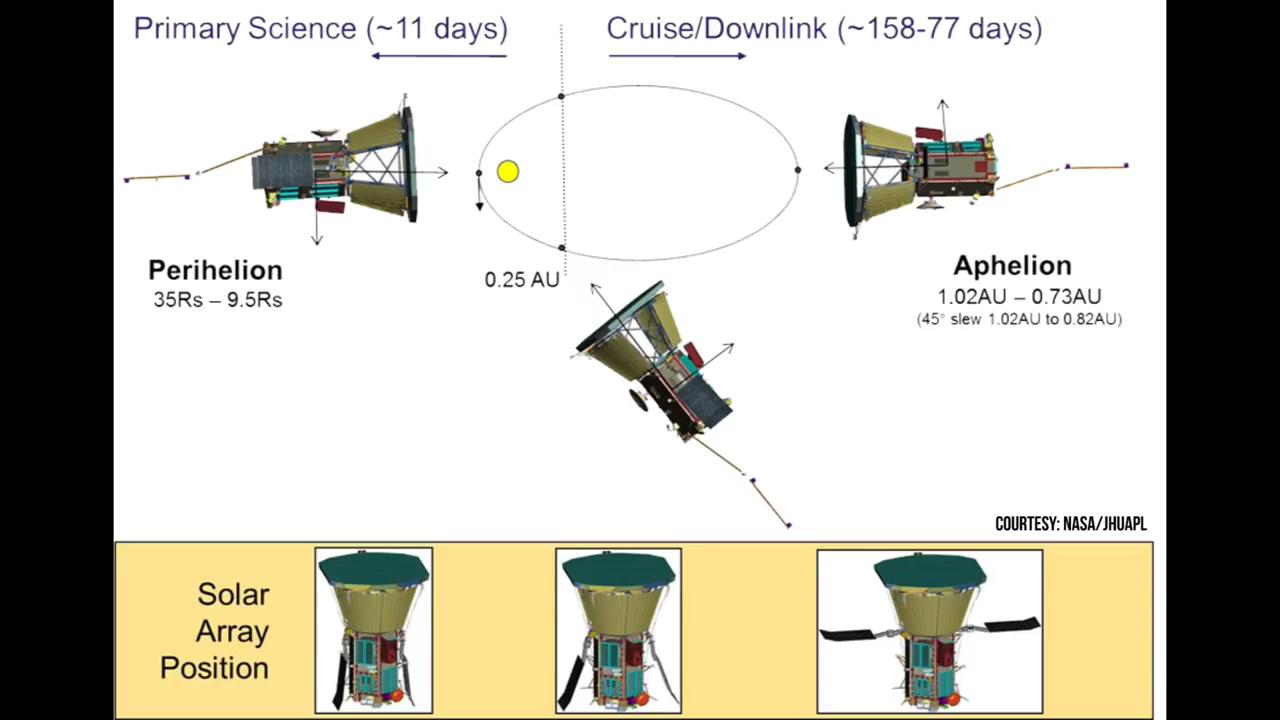 Primary Science (~11 days)
Cruise/Downlink (~158-77 days)
Perihelion
35Rs – 9.5Rs
0.25 AU
Aphelion
1.02AU – 0.73AU
(45° slew 1.02AU to 0.82AU)
COURTESY: NASA/JHUAPL
Solar
Array
Position